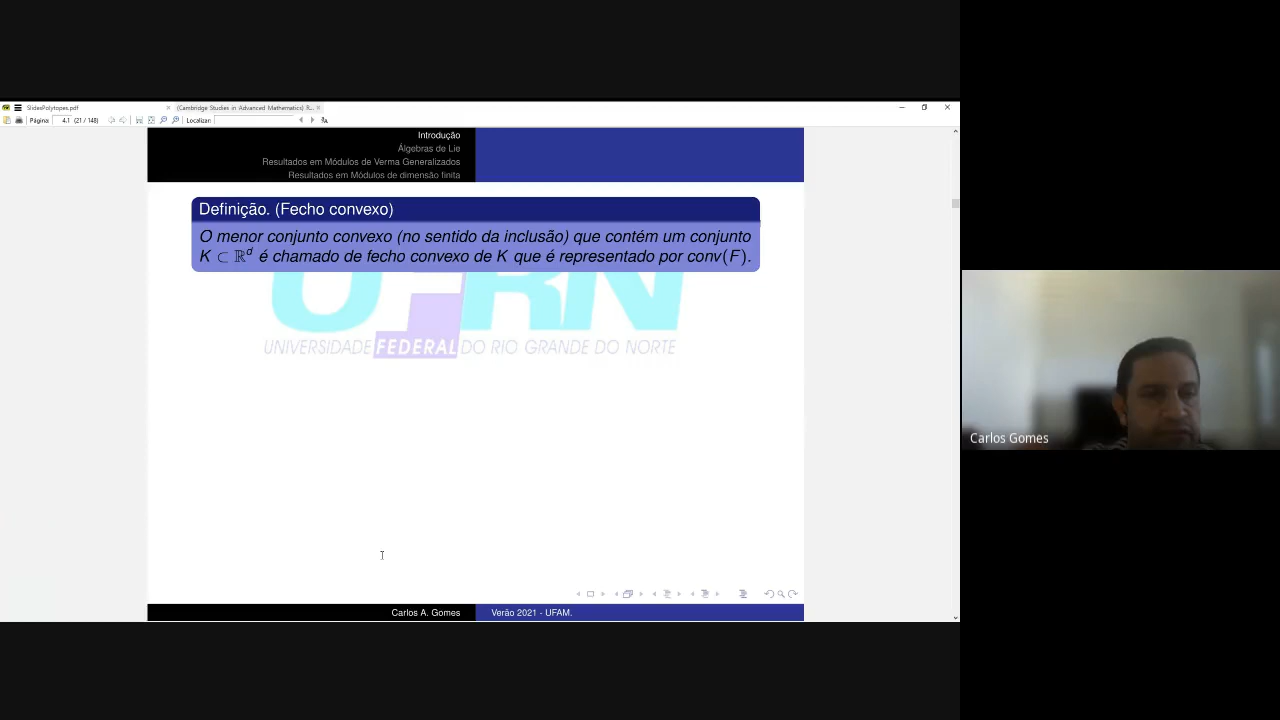 SlidesPolytopes.pdf
(Cambridge Studies in Advanced Mathematics) R...
Página:
4.1
(21 / 148)
Localizar:
Introdução
Álgebras de Lie
Resultados em Módulos de Verma Generalizados
Resultados em Módulos de dimensão finita
Definição. (Fecho convexo)
O menor conjunto convexo (no sentido da inclusão) que contém um conjunto
K ⊂ ℝ^d é chamado de fecho convexo de K que é representado por conv(F).
UFRN
UNIVERSIDADE FEDERAL DO RIO GRANDE DO NORTE
Carlos Gomes
Carlos A. Gomes
Verão 2021 - UFAM.